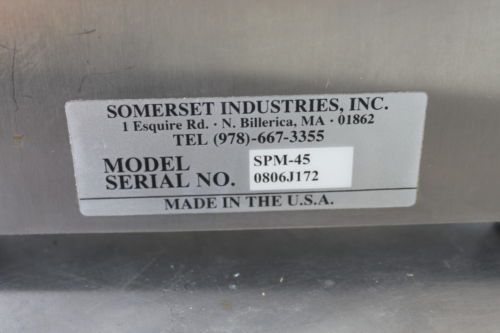 SOMERSET INDUSTRIES, INC.
1 Esquire Rd. · N. Billerica, MA · 01862
TEL (978)-667-3355
MODEL SPM-45
SERIAL NO. 0806J172
MADE IN THE U.S.A.